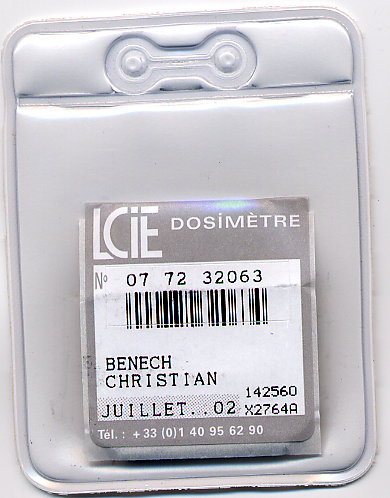 LCiE DOSiMÈTRE
Nº 07 72 32063
BENECH
CHRISTIAN
142560
JUILLET..02 X2764A
Tél. : +33 (0)1 40 95 62 90